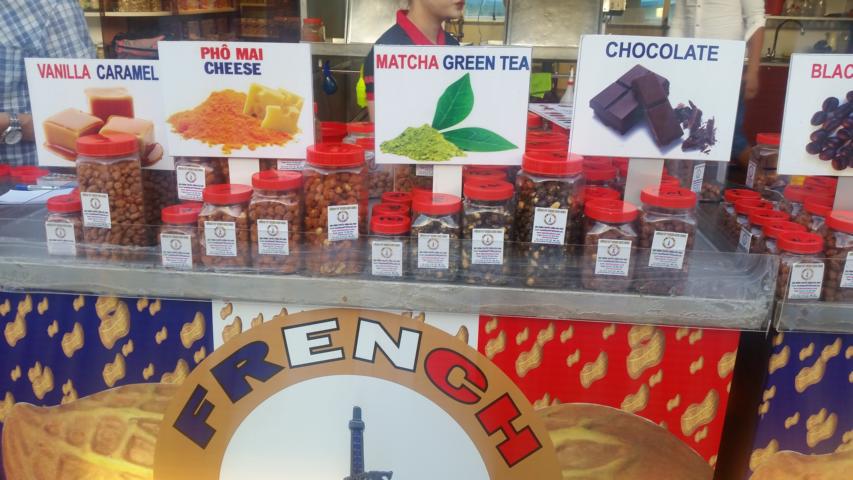 VANILLA CARAMEL
PHÔ MAI
CHEESE
MATCHA GREEN TEA
CHOCOLATE
BLAC
FRENCH